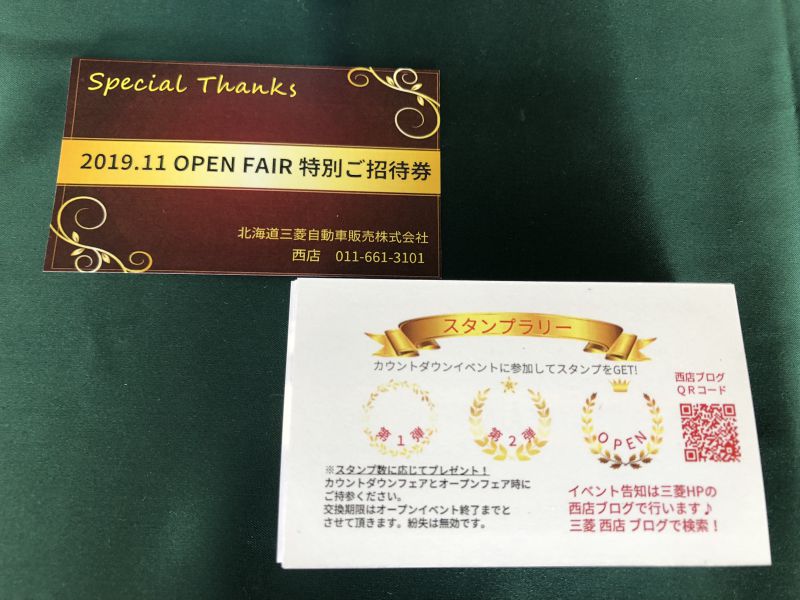 Special Thanks
2019.11 OPEN FAIR 特別ご招待券
北海道三菱自動車販売株式会社
西店 011-661-3101
スタンプラリー
カウントダウンイベントに参加してスタンプをGET!
第1弾
第2弾
OPEN
西店ブログ
QRコード
※スタンプ数に応じてプレゼント!
カウントダウンフェアとオープンフェア時に
ご持参ください。
交換期限はオープンイベント終了までと
させて頂きます。紛失は無効です。
イベント告知は三菱HPの
西店ブログで行います♪
三菱 西店 ブログで検索!